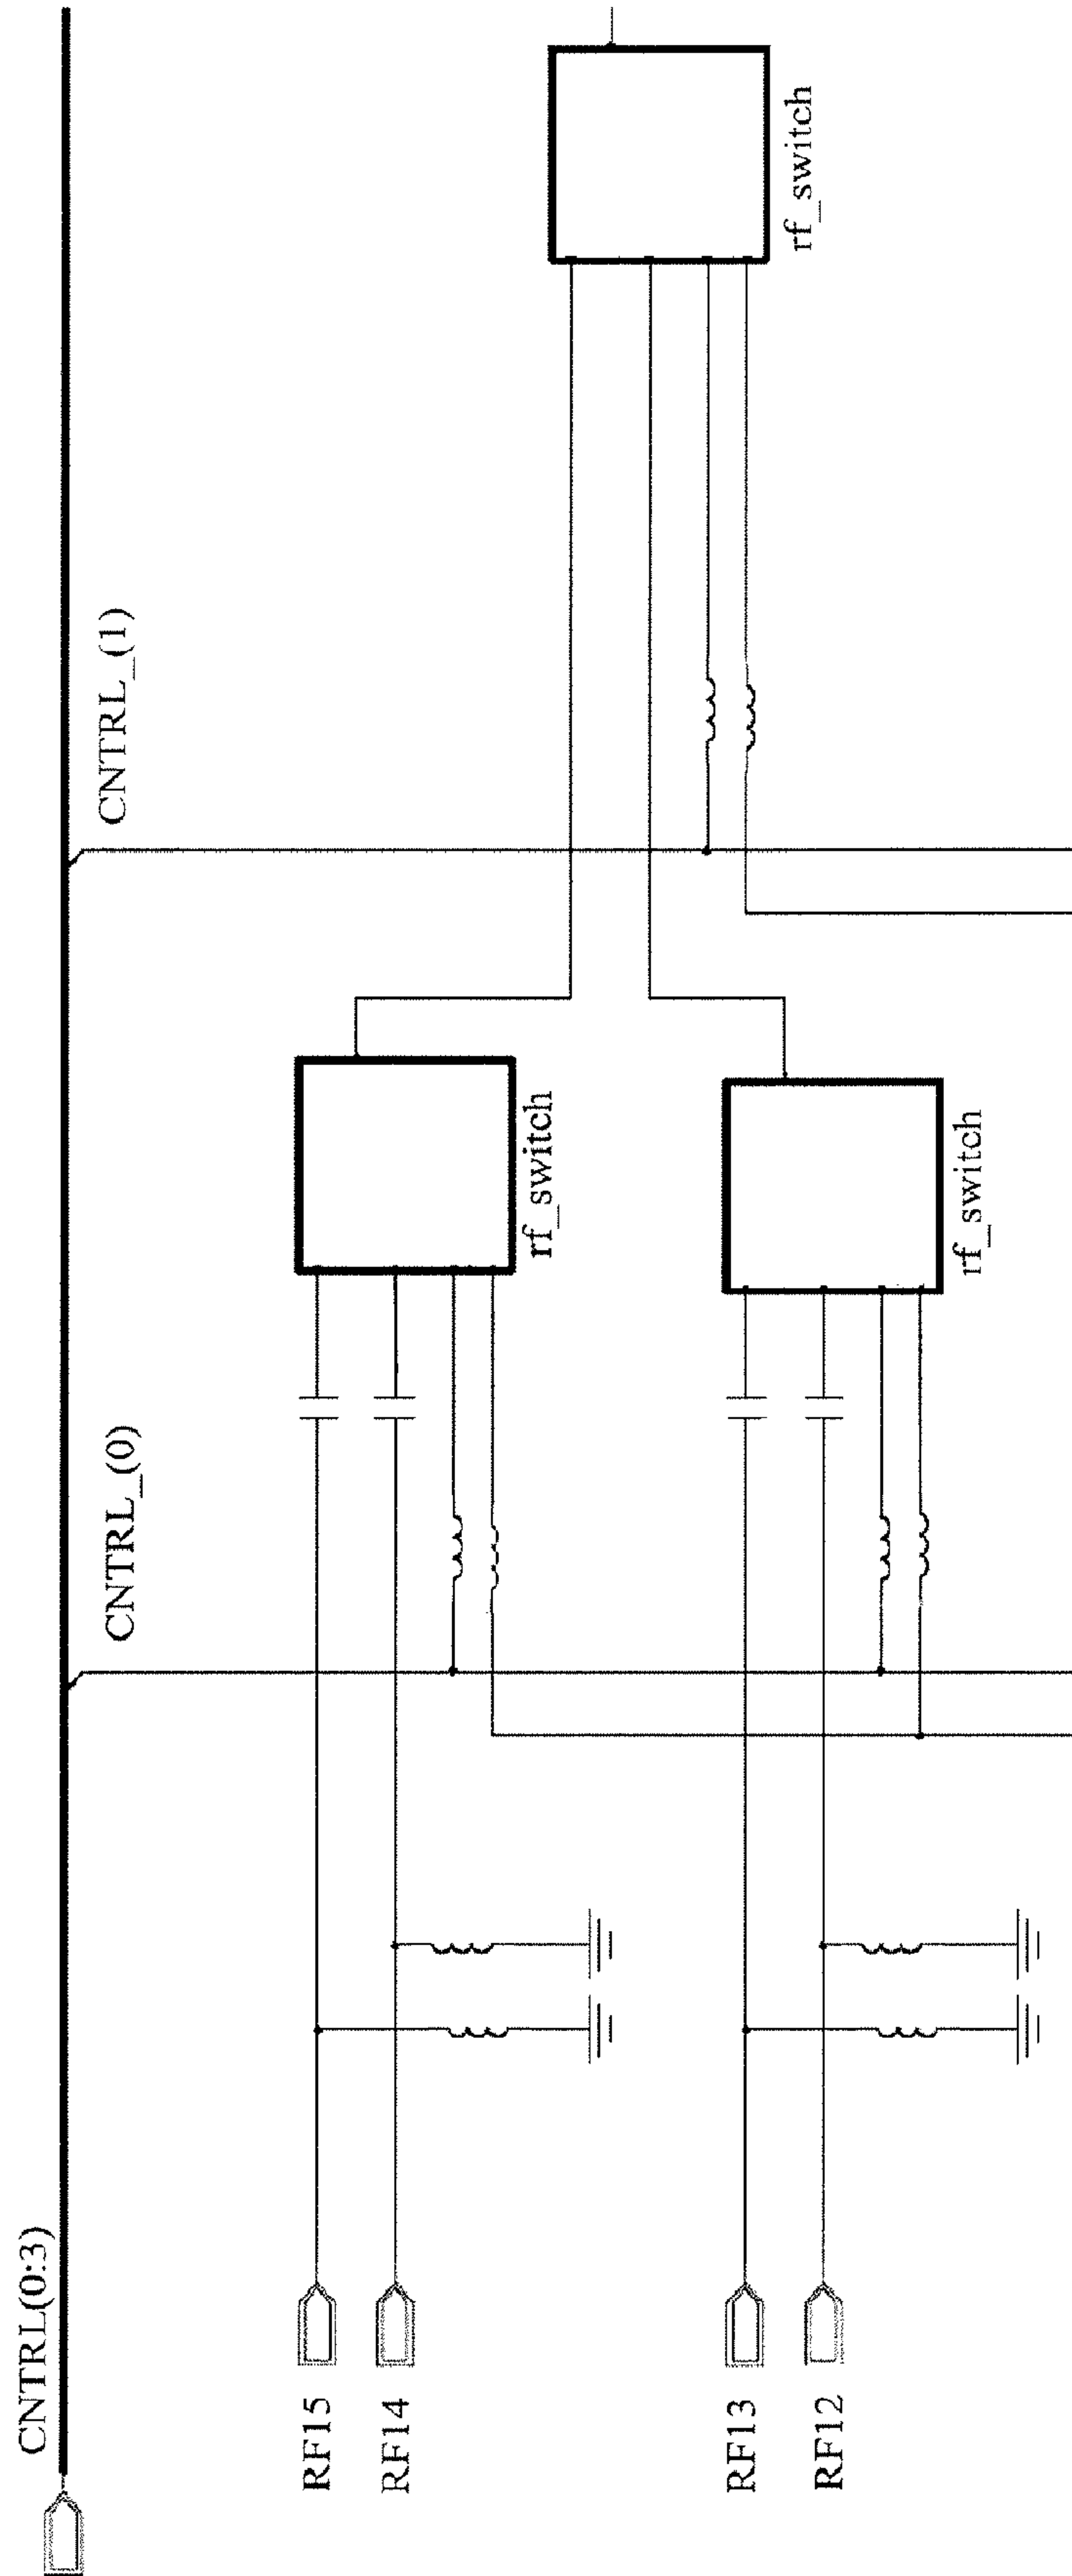 CNTRL(0:3)
CNTRL_(0)
CNTRL_(1)
RF15
RF14
rf_switch
RF13
RF12
rf_switch
rf_switch